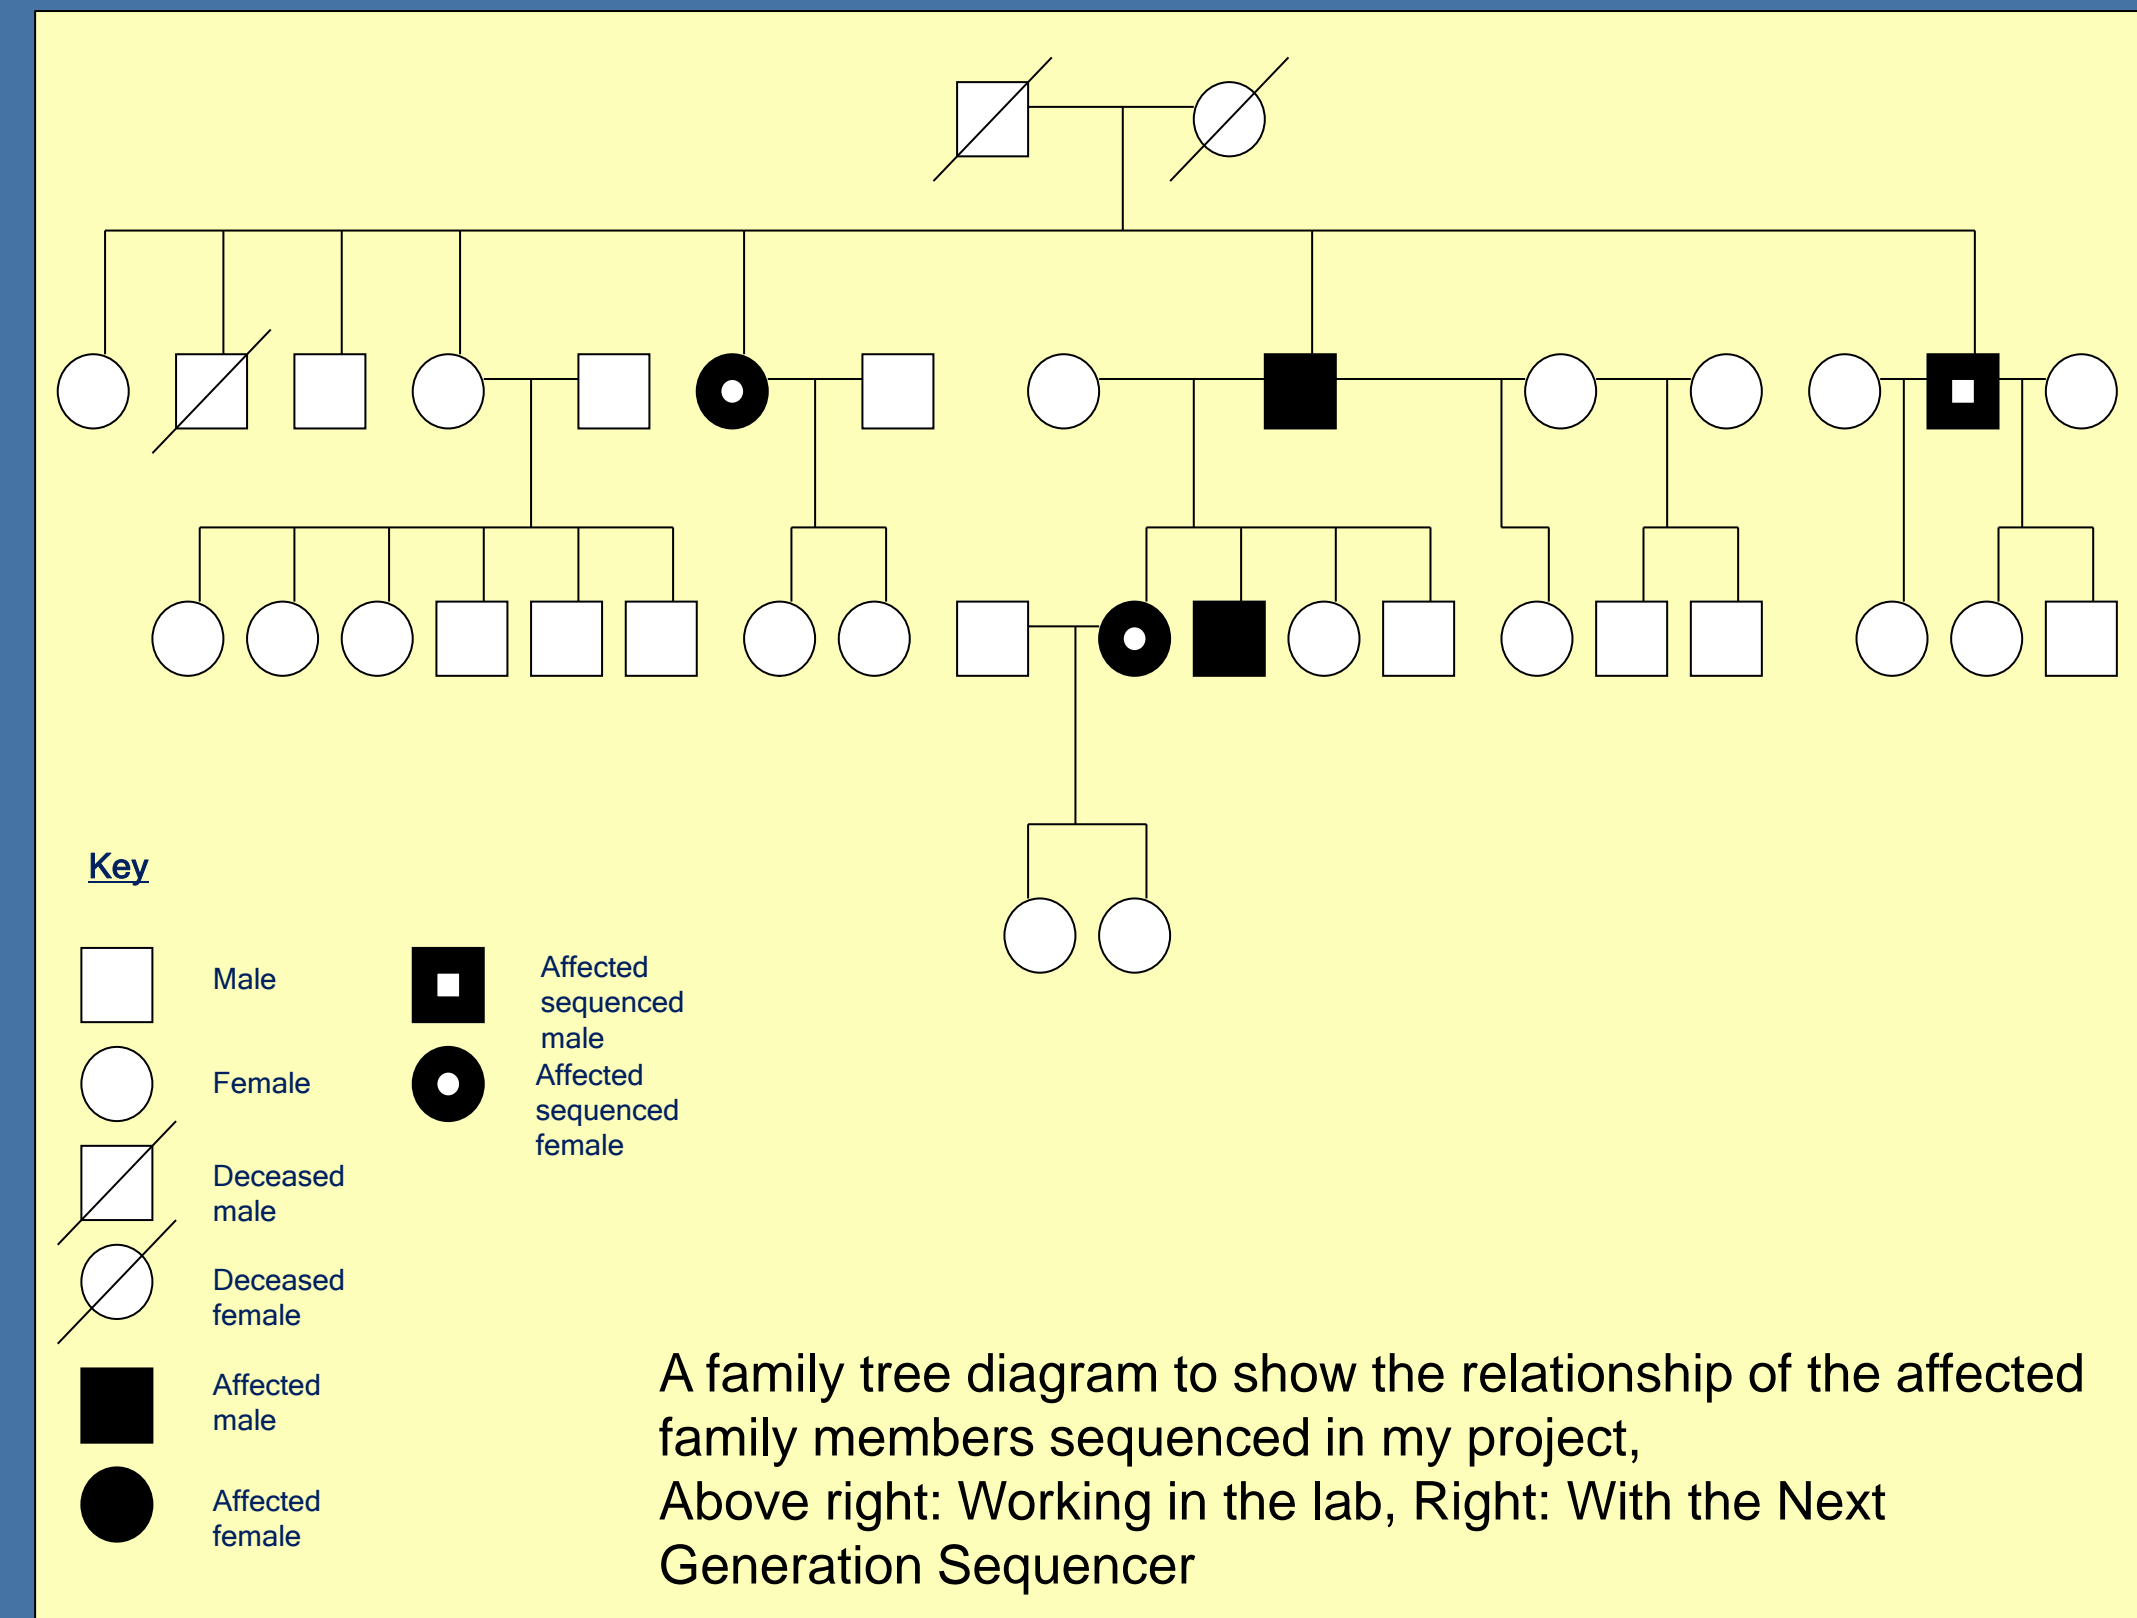 Key
Male
Affected
sequenced
male
Female
Affected
sequenced
female
Deceased
male
Deceased
female
Affected
male
Affected
female
A family tree diagram to show the relationship of the affected
family members sequenced in my project,
Above right: Working in the lab, Right: With the Next
Generation Sequencer